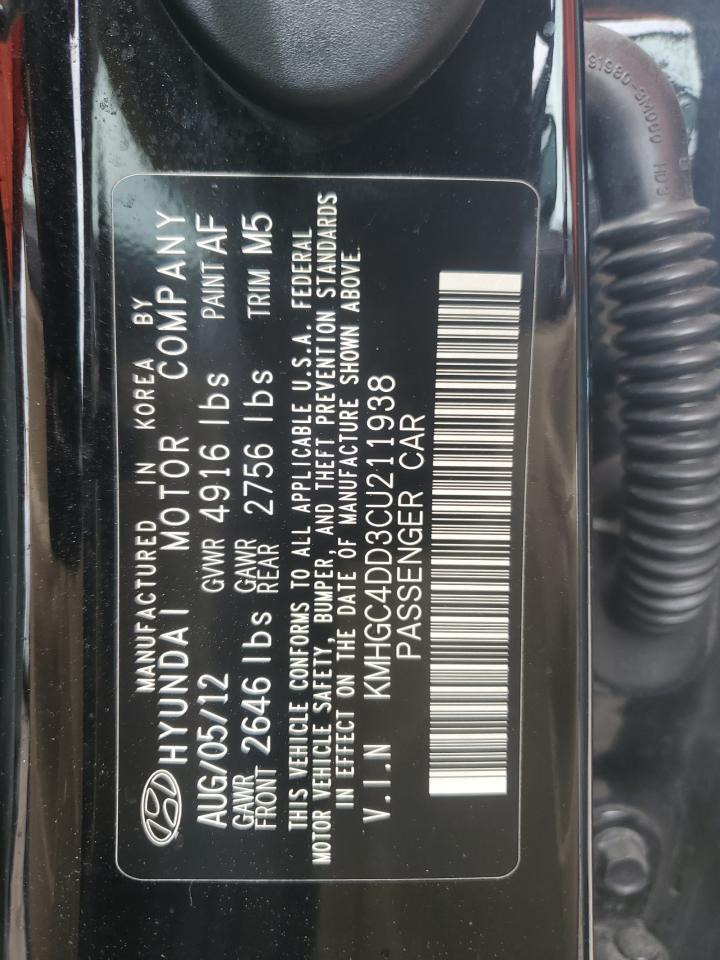 MANUFACTURED IN KOREA BY
HYUNDAI MOTOR COMPANY
AUG/05/12 GVWR 4916 lbs PAINT AF
GAWR FRONT 2646 lbs GAWR REAR 2756 lbs TRIM M5
THIS VEHICLE CONFORMS TO ALL APPLICABLE U.S.A. FEDERAL
MOTOR VEHICLE SAFETY, BUMPER, AND THEFT PREVENTION STANDARDS
IN EFFECT ON THE DATE OF MANUFACTURE SHOWN ABOVE.
V.I.N KMHGC4DD3CU211938
PASSENGER CAR
91980-3M080